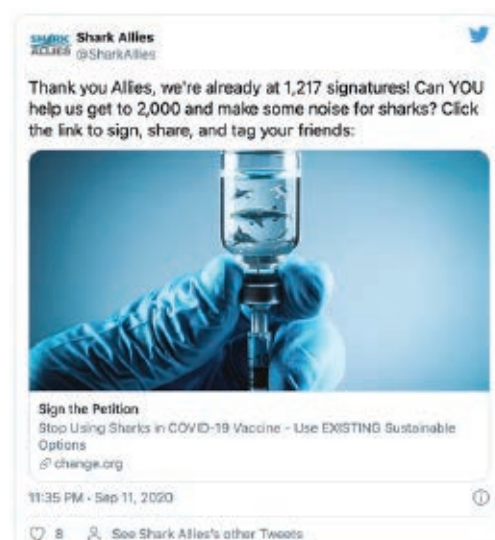 SHARK Shark Allies
ALLIES @SharkAllies
Thank you Allies, we're already at 1,217 signatures! Can YOU
help us get to 2,000 and make some noise for sharks? Click
the link to sign, share, and tag your friends:
Sign the Petition
Stop Using Sharks in COVID-19 Vaccine - Use EXISTING Sustainable
Options
change.org
11:35 PM · Sep 11, 2020
8 See Shark Allies's other Tweets